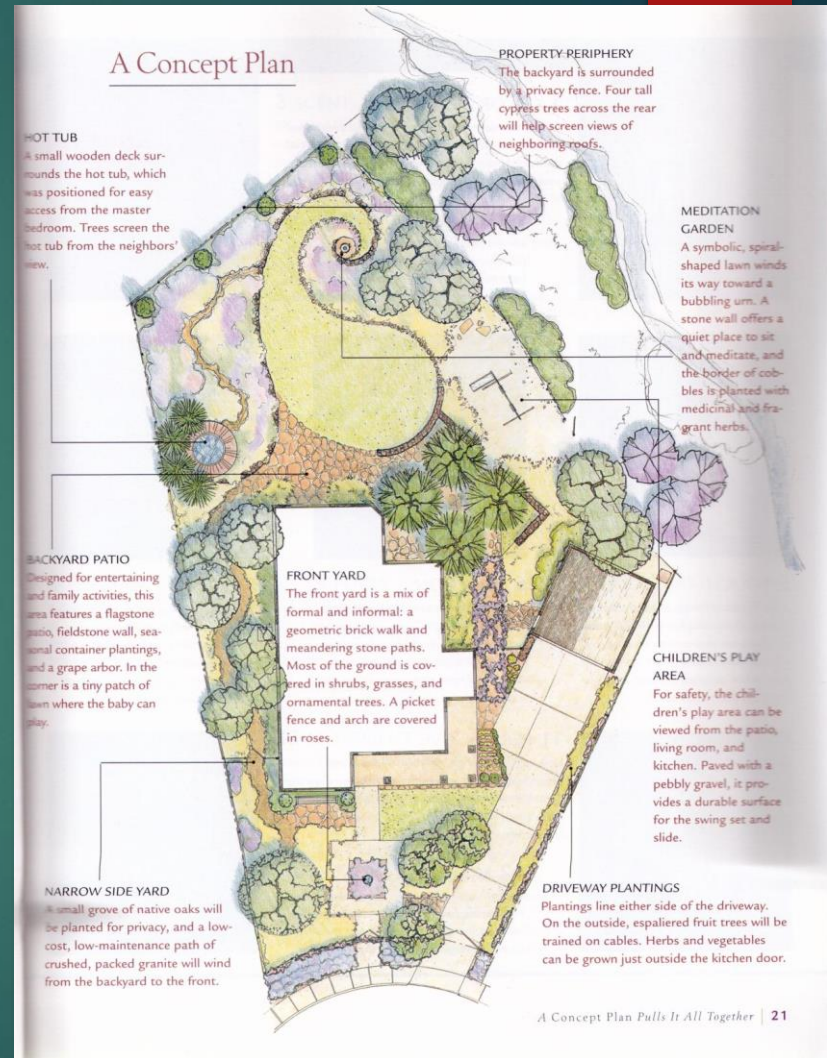 A Concept Plan
PROPERTY PERIPHERY
The backyard is surrounded
by a privacy fence. Four tall
cypress trees across the rear
will help screen views of
neighboring roofs.
HOT TUB
A small wooden deck sur-
rounds the hot tub, which
was positioned for easy
access from the master
bedroom. Trees screen the
hot tub from the neighbors'
view.
MEDITATION
GARDEN
A symbolic, spiral-
shaped lawn winds
its way toward a
bubbling urn. A
stone wall offers a
quiet place to sit
and meditate, and
the border of cob-
bles is planted with
medicinal and fra-
grant herbs.
BACKYARD PATIO
Designed for entertaining
and family activities, this
area features a flagstone
patio, fieldstone wall, sea-
sonal container plantings,
and a grape arbor. In the
corner is a tiny patch of
lawn where the baby can
play.
FRONT YARD
The front yard is a mix of
formal and informal: a
geometric brick walk and
meandering stone paths.
Most of the ground is cov-
ered in shrubs, grasses, and
ornamental trees. A picket
fence and arch are covered
in roses.
CHILDREN'S PLAY
AREA
For safety, the chil-
dren's play area can be
viewed from the patio,
living room, and
kitchen. Paved with a
pebbly gravel, it pro-
vides a durable surface
for the swing set and
slide.
NARROW SIDE YARD
A small grove of native oaks will
be planted for privacy, and a low-
cost, low-maintenance path of
crushed, packed granite will wind
from the backyard to the front.
DRIVEWAY PLANTINGS
Plantings line either side of the driveway.
On the outside, espaliered fruit trees will be
trained on cables. Herbs and vegetables
can be grown just outside the kitchen door.
A Concept Plan Pulls It All Together | 21